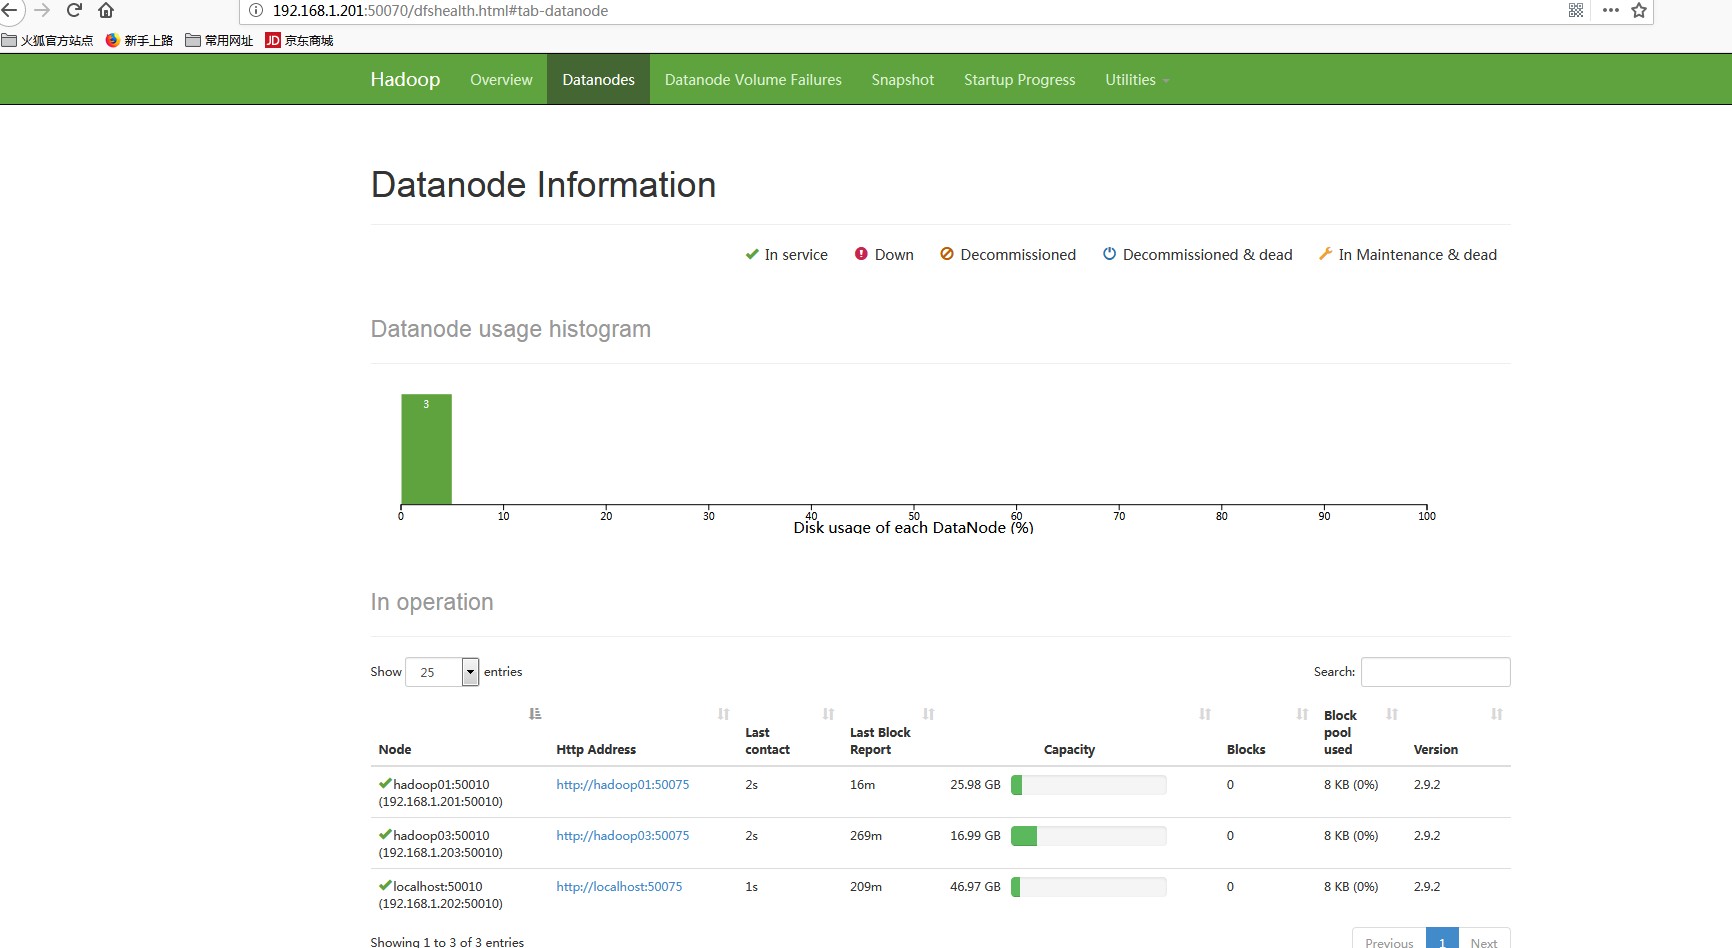 192.168.1.201:50070/dfshealth.html#tab-datanode
火狐官方站点 新手上路 常用网址 JD 京东商城
Hadoop Overview Datanodes Datanode Volume Failures Snapshot Startup Progress Utilities
Datanode Information
In service Down Decommissioned Decommissioned & dead In Maintenance & dead
Datanode usage histogram
3
0 10 20 30 40 50 60 70 80 90 100
Disk usage of each DataNode (%)
In operation
Show 25 entries Search:
Node Http Address Last contact Last Block Report Capacity Blocks Block pool used Version
hadoop01:50010 http://hadoop01:50075 2s 16m 25.98 GB 0 8 KB (0%) 2.9.2
(192.168.1.201:50010)
hadoop03:50010 http://hadoop03:50075 2s 269m 16.99 GB 0 8 KB (0%) 2.9.2
(192.168.1.203:50010)
localhost:50010 http://localhost:50075 1s 209m 46.97 GB 0 8 KB (0%) 2.9.2
(192.168.1.202:50010)
Showing 1 to 3 of 3 entries Previous 1 Next